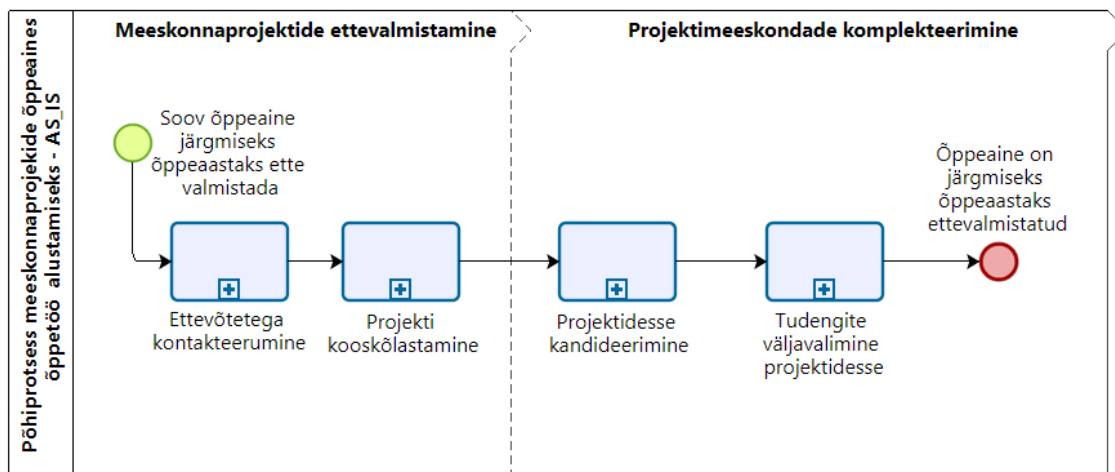 Põhiprotsess meeskonnaprojekide õppeaines
õppetöö alustamiseks - AS_IS
Meeskonnaprojektide ettevalmistamine
Projektimeeskondade komplekteerimine
Soov õppeaine
järgmiseks
õppeaastaks ette
valmistada
Ettevõtetega
kontakteerumine
Projekti
kooskõlastamine
Projektidesse
kandideerimine
Tudengite
väljavalimine
projektidesse
Õppeaine on
järgmiseks
õppeaastaks
ettevalmistatud